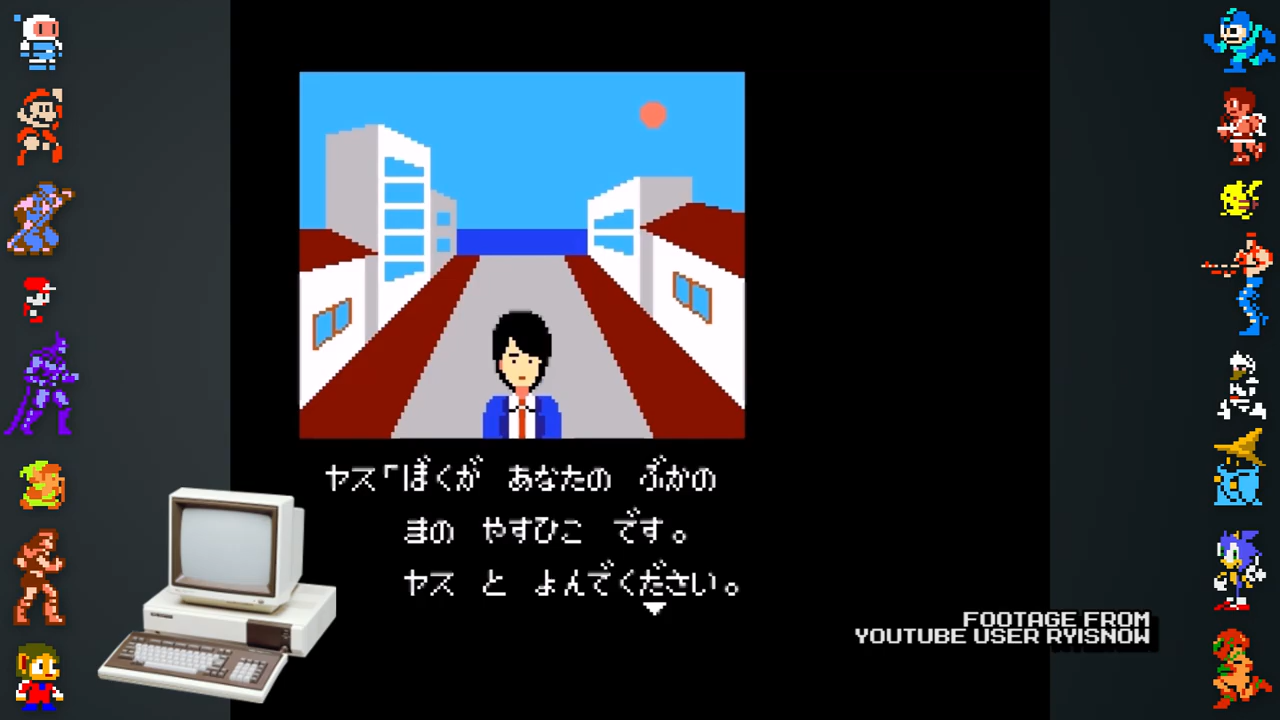 ヤス「ぼくが あなたの ぶかの
まの やすひこ です。
ヤス と よんでください。
FOOTAGE FROM
YOUTUBE USER RYISNOW